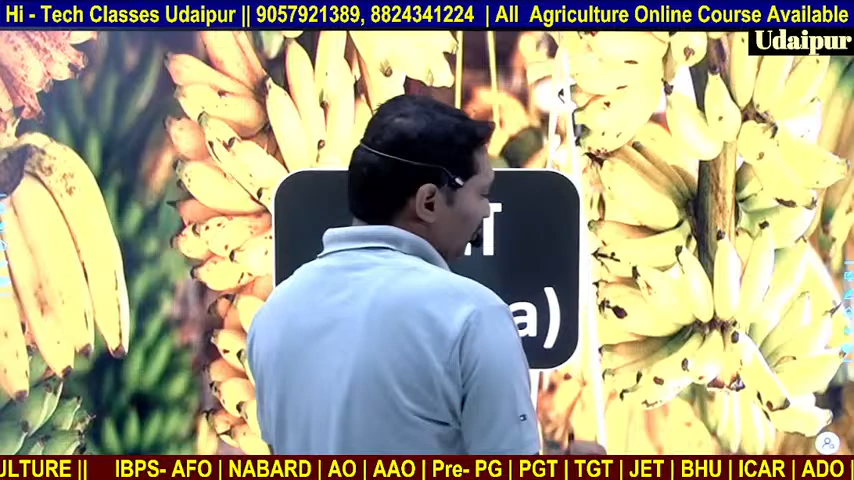 Hi - Tech Classes Udaipur || 9057921389, 8824341224 | All Agriculture Online Course Available
Udaipur
T
a)
ULTURE || IBPS- AFO | NABARD | AO | AAO | Pre- PG | PGT | TGT | JET | BHU | ICAR | ADO |